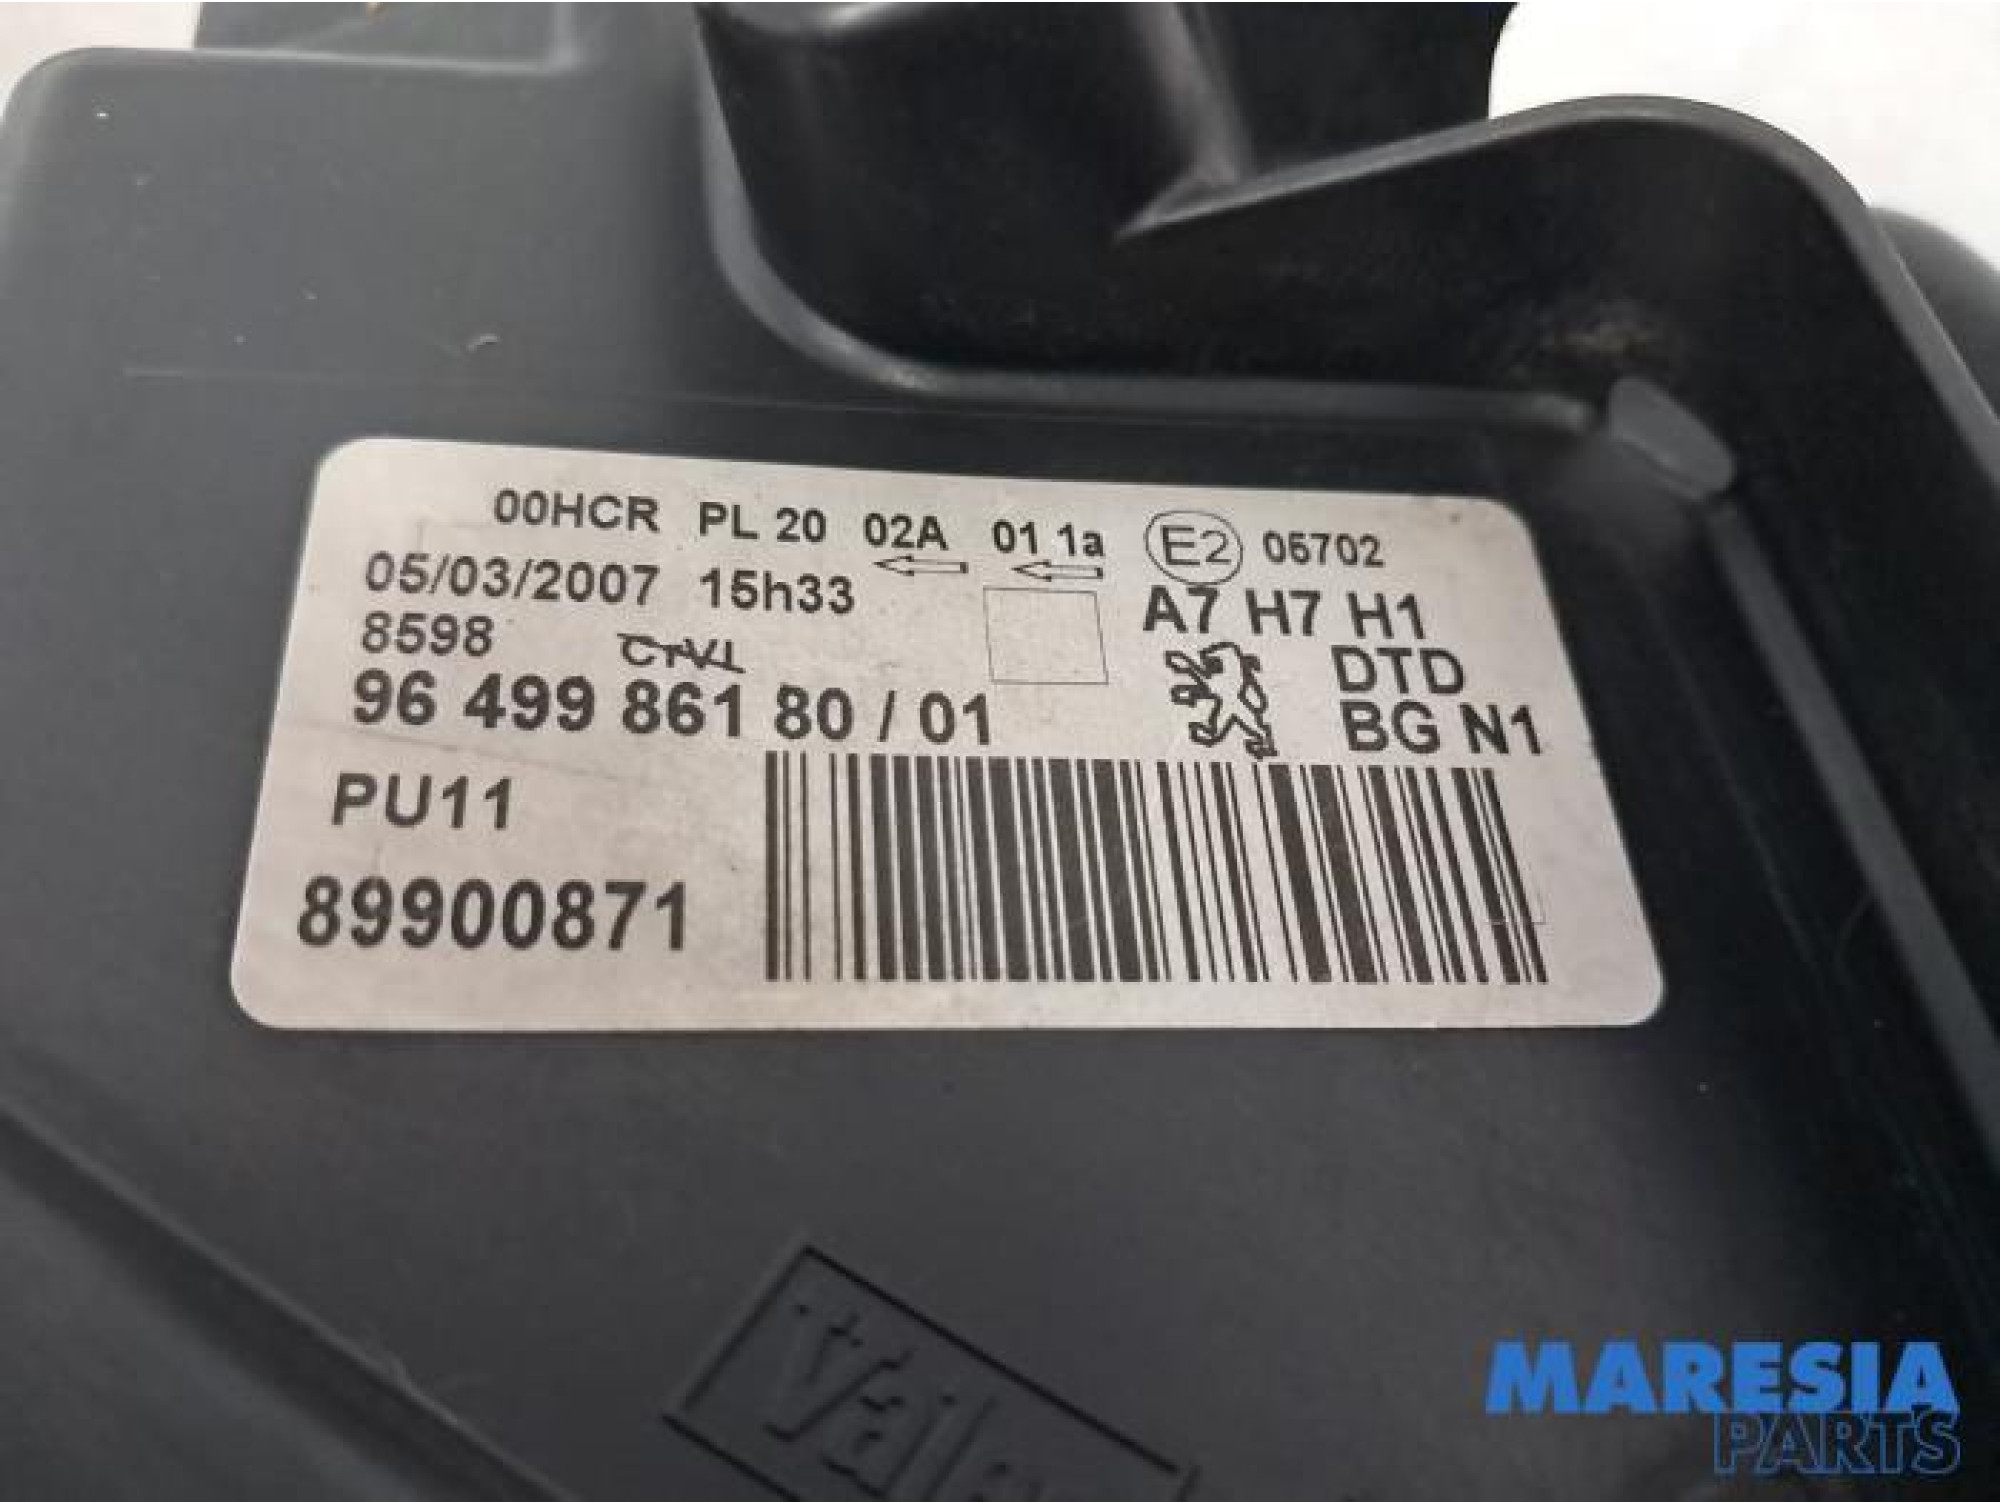 00HCR PL 20 02A 01 1a E2 05702
05/03/2007 15h33
A7 H7 H1
8598
DTD
96 499 861 80 / 01
BG N1
PU11
89900871
MARESIA
PARTS